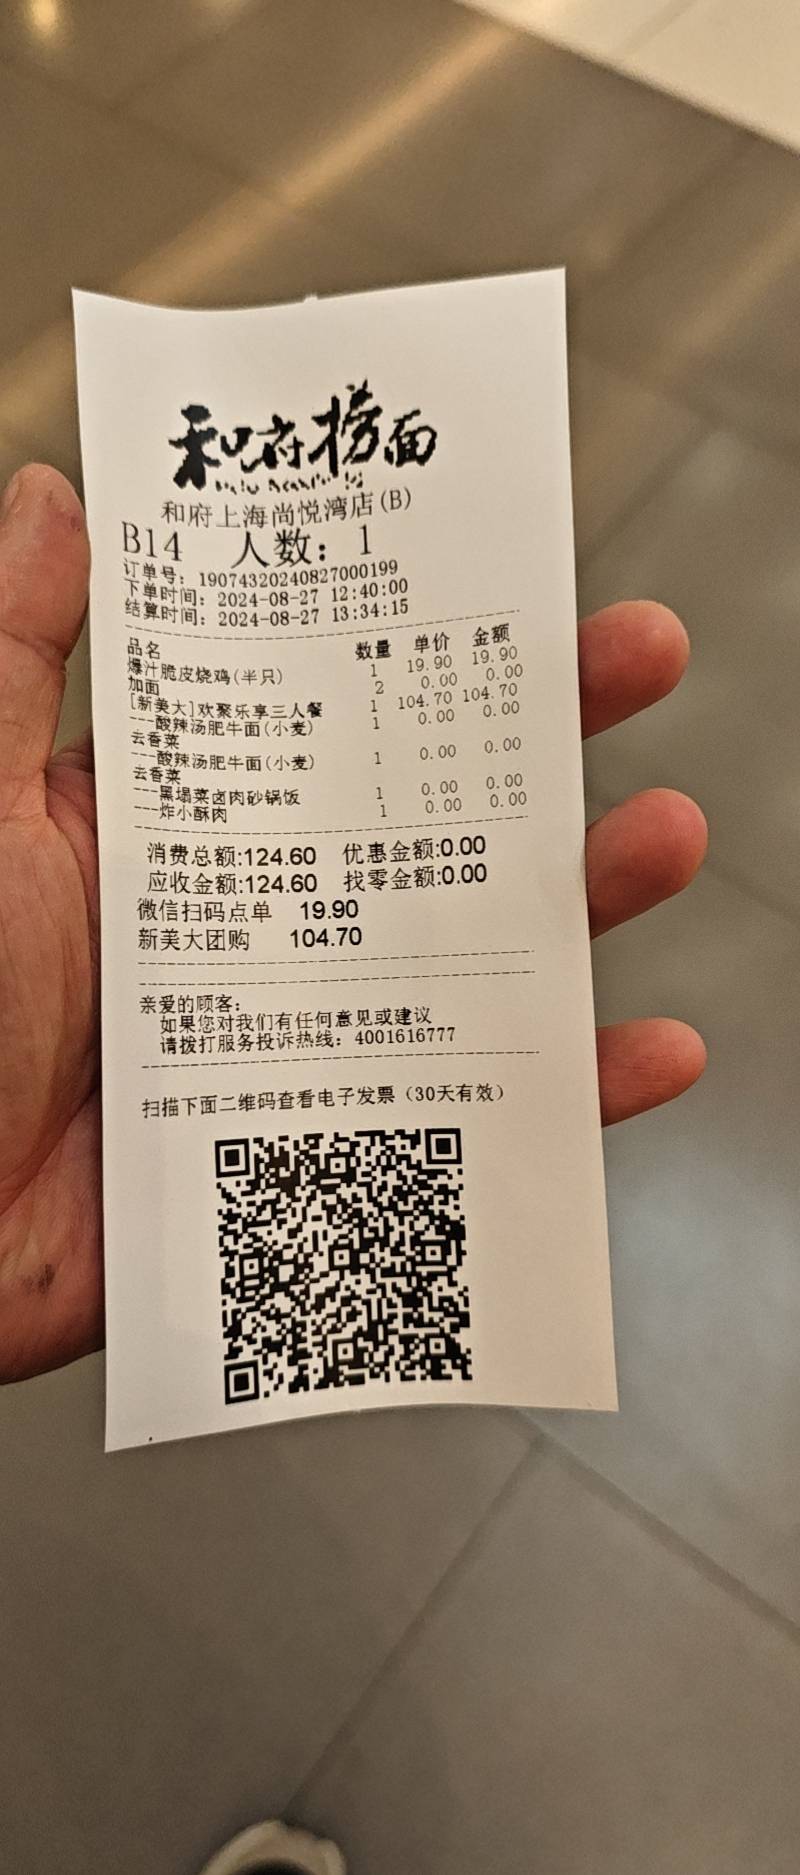 和府捞面
和府上海尚悦湾店(B)
B14 人数：1
订单号：19074320240827000199
下单时间：2024-08-27 12:40:00
结算时间：2024-08-27 13:34:15
品名 数量 单价 金额
爆汁脆皮烧鸡(半只) 1 19.90 19.90
加面 2 0.00 0.00
[新美大]欢聚乐享三人餐 1 104.70 104.70
---酸辣汤肥牛面(小麦) 1 0.00 0.00
去香菜
---酸辣汤肥牛面(小麦) 1 0.00 0.00
去香菜
---黑塌菜卤肉砂锅饭 1 0.00 0.00
---炸小酥肉 1 0.00 0.00
消费总额:124.60 优惠金额:0.00
应收金额:124.60 找零金额:0.00
微信扫码点单 19.90
新美大团购 104.70
亲爱的顾客：
如果您对我们有任何意见或建议
请拨打服务投诉热线：4001616777
扫描下面二维码查看电子发票（30天有效）